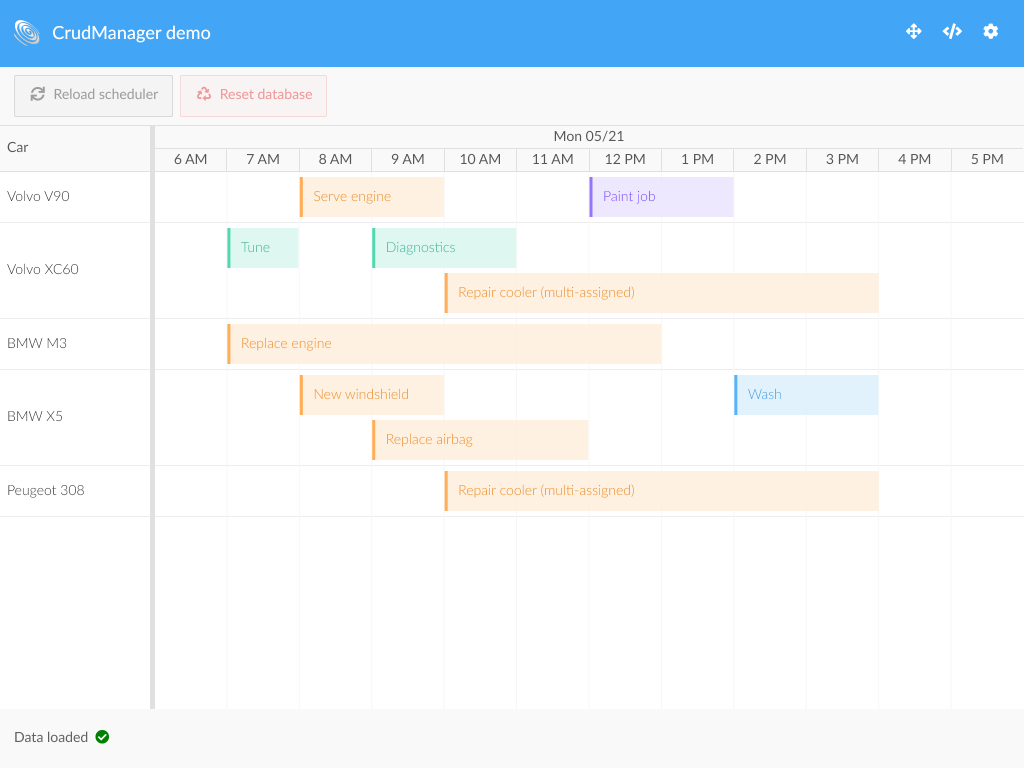 CrudManager demo
Reload scheduler Reset database
Car
Mon 05/21
6 AM 7 AM 8 AM 9 AM 10 AM 11 AM 12 PM 1 PM 2 PM 3 PM 4 PM 5 PM
Volvo V90 Serve engine Paint job
Volvo XC60 Tune Diagnostics
Repair cooler (multi-assigned)
BMW M3 Replace engine
BMW X5 New windshield Wash
Replace airbag
Peugeot 308 Repair cooler (multi-assigned)
Data loaded